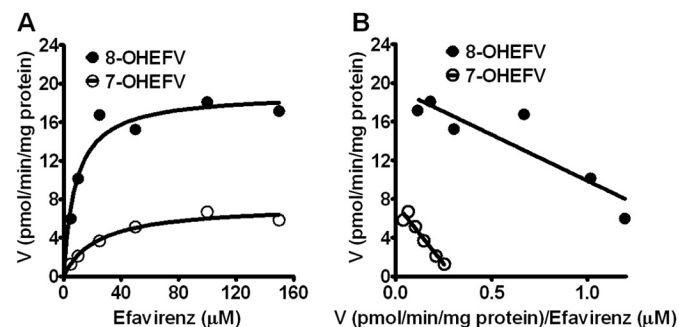 A
V (pmol/min/mg protein)
24
20
16
12
8
4
0
8-OHEFV
7-OHEFV
0 40 80 120 160
Efavirenz (µM)
B
V (pmol/min/mg protein)
24
20
16
12
8
4
0
8-OHEFV
7-OHEFV
0.0 0.5 1.0
V (pmol/min/mg protein)/Efavirenz (µM)